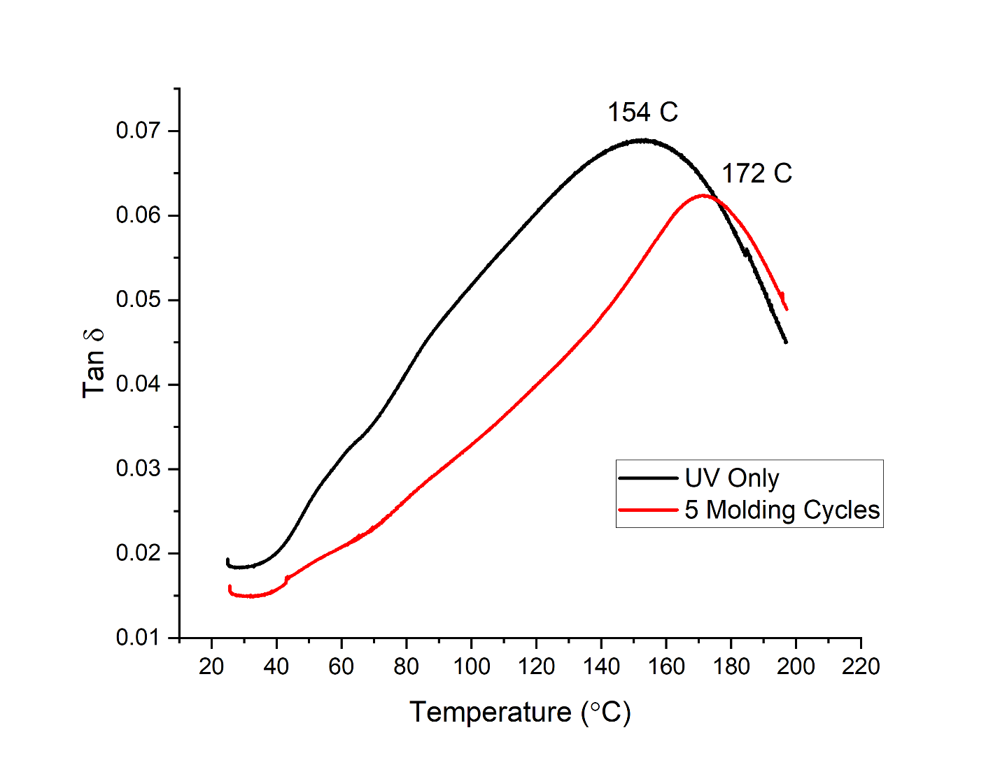 154 C
172 C
0.07
0.06
0.05
0.04
0.03
0.02
0.01
Tan δ
UV Only
5 Molding Cycles
20 40 60 80 100 120 140 160 180 200 220
Temperature (°C)